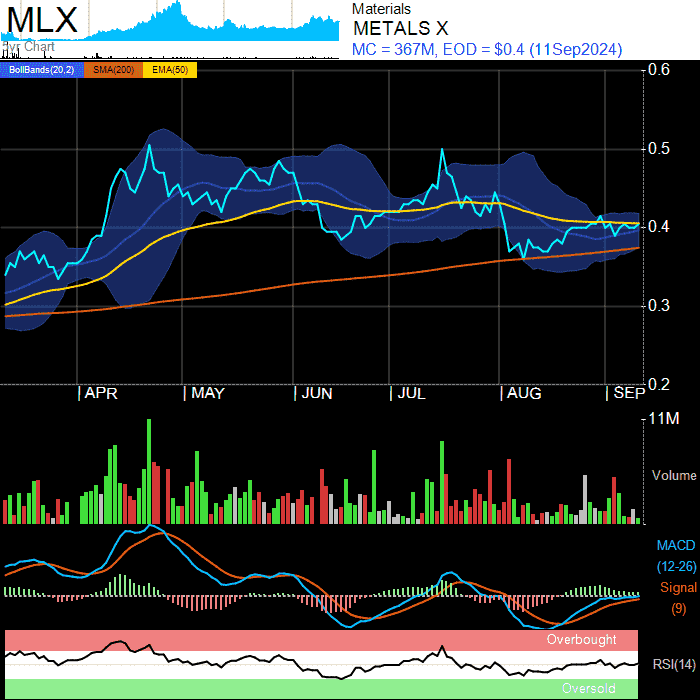 MLX
3yr Chart
Materials
METALS X
MC = 367M, EOD = $0.4 (11Sep2024)
BollBands(20,2) SMA(200) EMA(50)
0.6
0.5
0.4
0.3
0.2
APR MAY JUN JUL AUG SEP
11M
Volume
MACD
(12-26)
Signal
(9)
Overbought
RSI(14)
Oversold